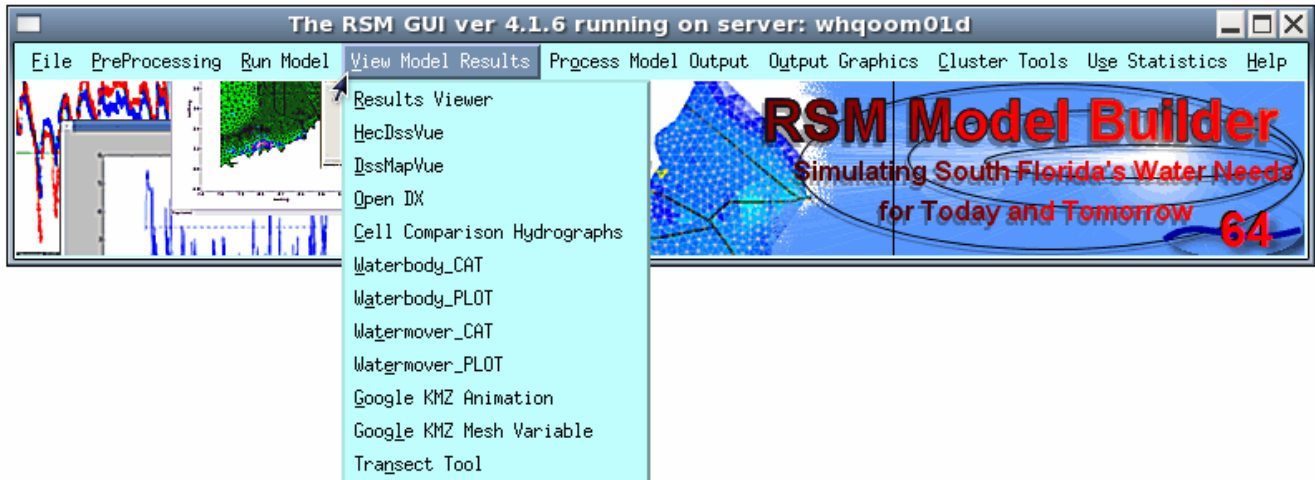 The RSM GUI ver 4.1.6 running on server: whqoom01d
File PreProcessing Run Model View Model Results Process Model Output Output Graphics Cluster Tools Use Statistics Help
RSM Model Builder
Simulating South Florida's Water Needs
for Today and Tomorrow
64
Results Viewer
HecDssVue
DssMapVue
Open DX
Cell Comparison Hydrographs
Waterbody_CAT
Waterbody_PLOT
Watermover_CAT
Watermover_PLOT
Google KMZ Animation
Google KMZ Mesh Variable
Transect Tool